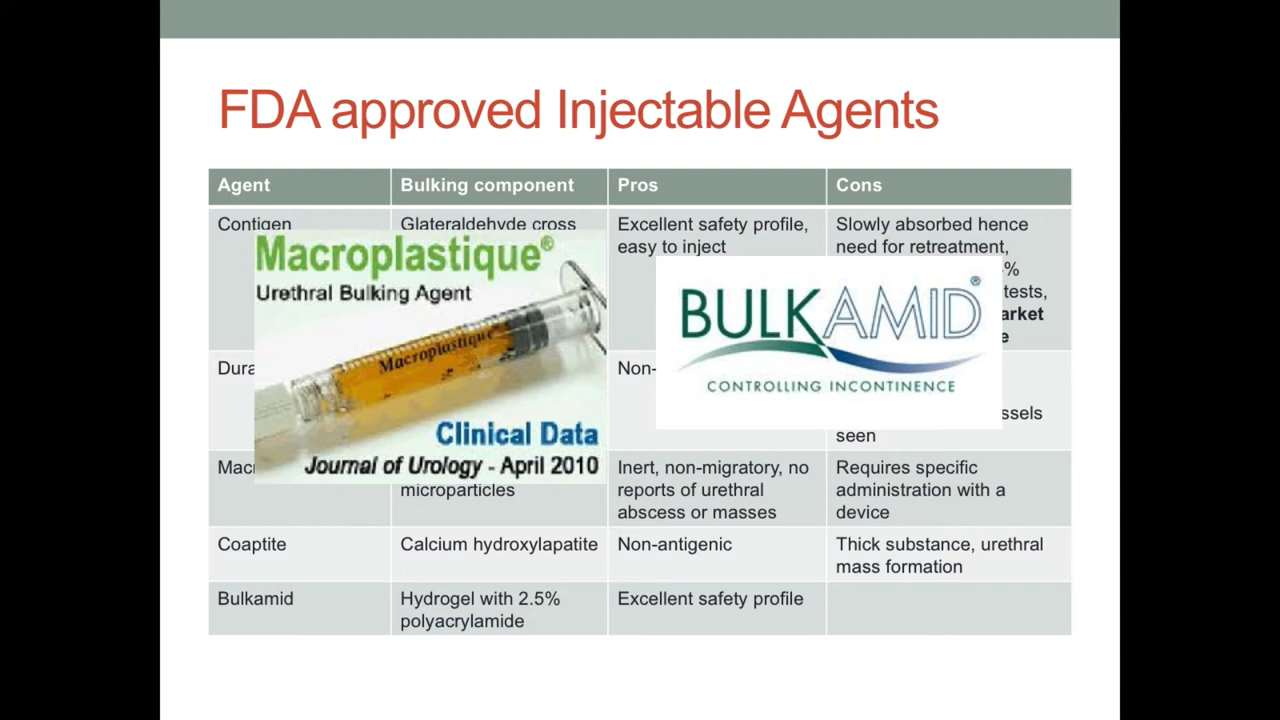 FDA approved Injectable Agents
Agent Bulking component Pros Cons
Contigen
Glateraldehyde cross
Excellent safety profile,
easy to inject
Slowly absorbed hence
need for retreatment,
%
tests,
Macroplastique®
Urethral Bulking Agent
Macroplastique
Clinical Data
Journal of Urology - April 2010
BULKAMID®
CONTROLLING INCONTINENCE
Non-
seen
microparticles
Inert, non-migratory, no
reports of urethral
abscess or masses
Requires specific
administration with a
device
Coaptite
Calcium hydroxylapatite
Non-antigenic
Thick substance, urethral
mass formation
Bulkamid
Hydrogel with 2.5%
polyacrylamide
Excellent safety profile